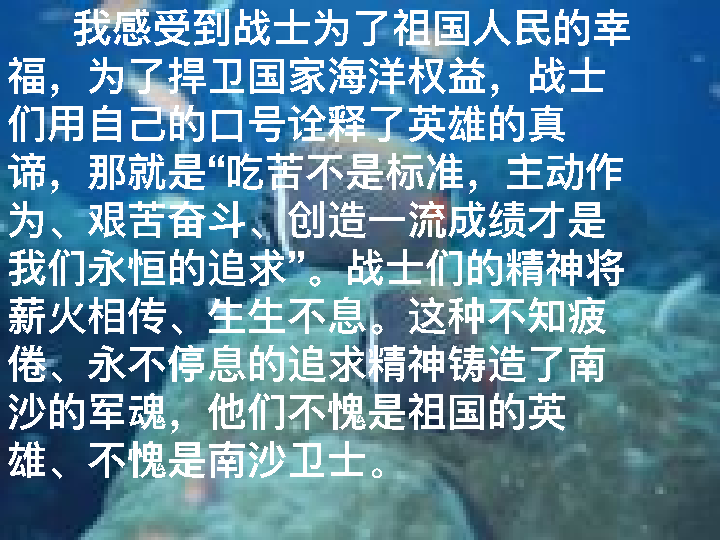 我感受到战士为了祖国人民的幸
福，为了捍卫国家海洋权益，战士
们用自己的口号诠释了英雄的真
谛，那就是“吃苦不是标准，主动作
为、艰苦奋斗、创造一流成绩才是
我们永恒的追求”。战士们的精神将
薪火相传、生生不息。这种不知疲
倦、永不停息的追求精神铸造了南
沙的军魂，他们不愧是祖国的英
雄、不愧是南沙卫士。